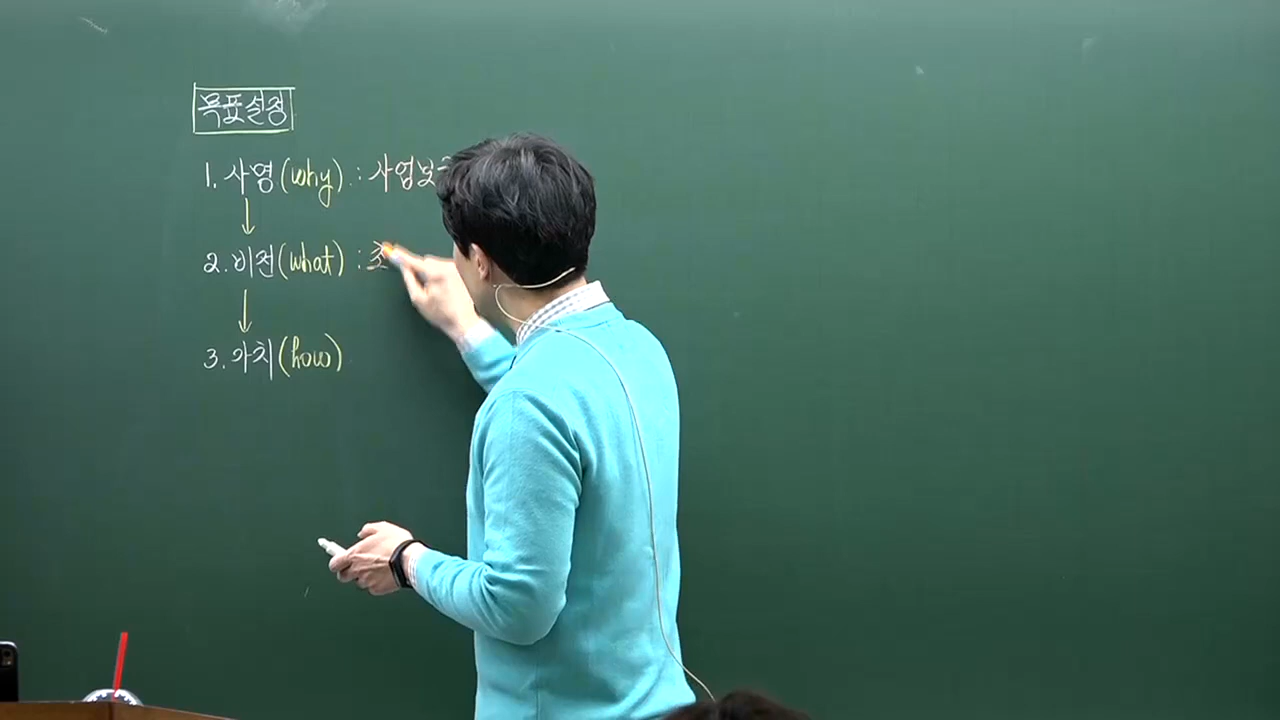 목표설정
1. 사명(why) : 사업보
2. 비전(what) :
3. 가치(how)